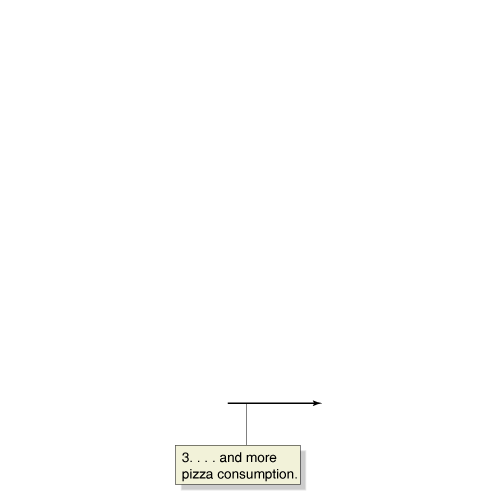 3. . . . and more
pizza consumption.